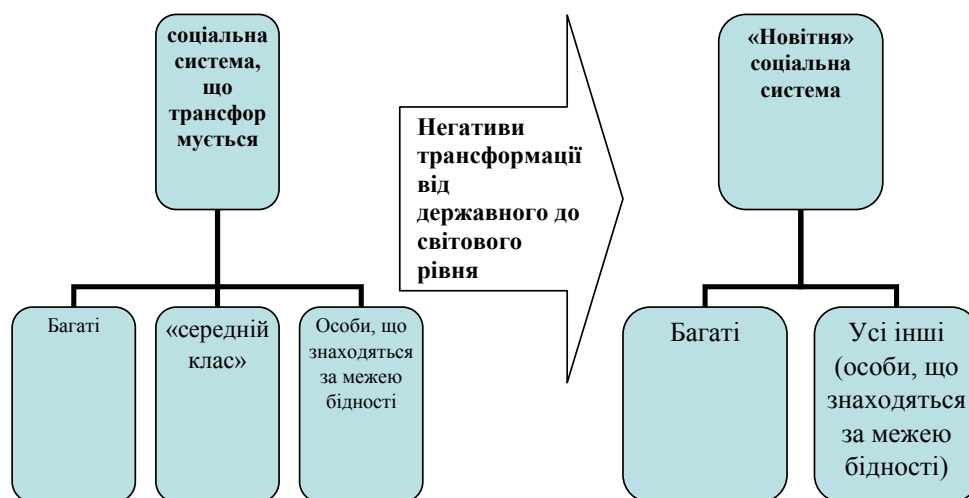 соціальна
система,
що
трансфор
мується
Негативи
трансформації
від
державного до
світового
рівня
«Новітня»
соціальна
система
Багаті
«середній
клас»
Особи, що
знаходяться
за межею
бідності
Багаті
Усі інші
(особи, що
знаходяться
за межею
бідності)